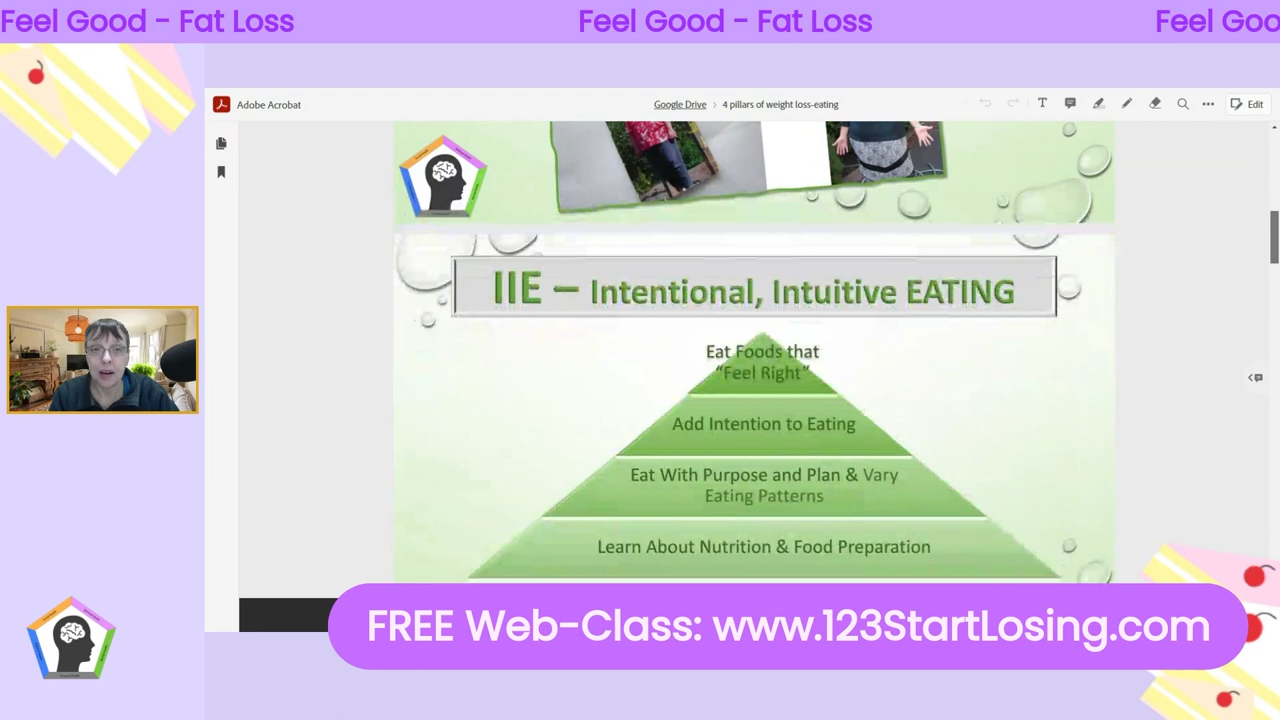 Feel Good - Fat Loss
Feel Good - Fat Loss
Feel Goo
Adobe Acrobat
Google Drive › 4 pillars of weight loss-eating
T
Edit
IIE – Intentional, Intuitive EATING
Eat Foods that
“Feel Right”
Add Intention to Eating
Eat With Purpose and Plan & Vary
Eating Patterns
Learn About Nutrition & Food Preparation
FREE Web-Class: www.123StartLosing.com